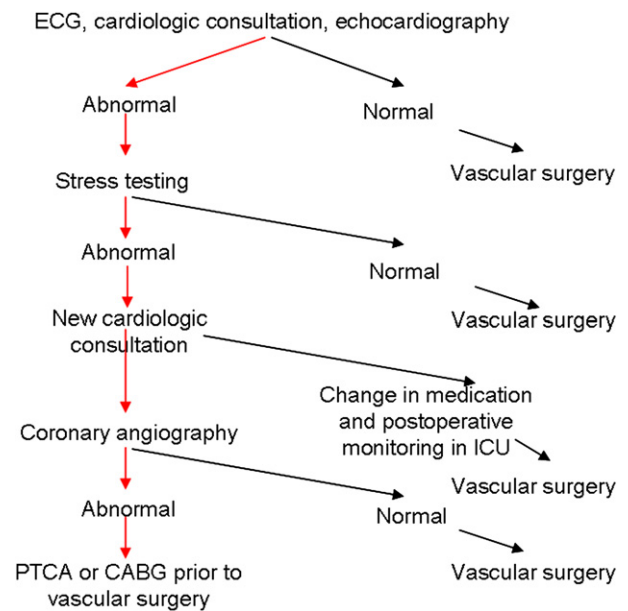 ECG, cardiologic consultation, echocardiography
Abnormal
Normal
Vascular surgery
Stress testing
Abnormal
Normal
Vascular surgery
New cardiologic
consultation
Change in medication
and postoperative
monitoring in ICU
Coronary angiography
Vascular surgery
Abnormal
Normal
PTCA or CABG prior to
vascular surgery
Vascular surgery